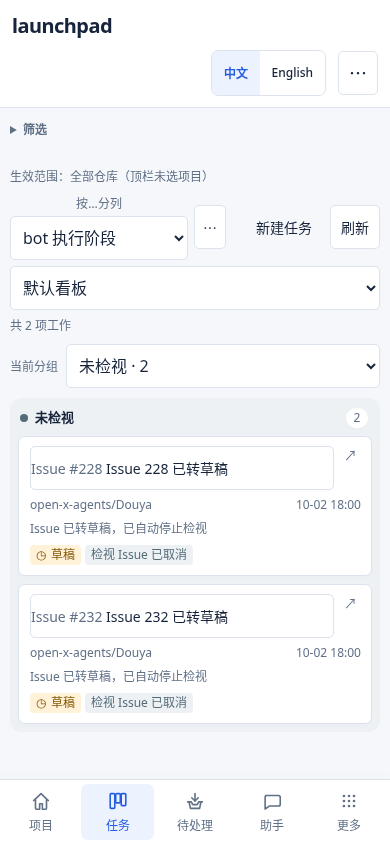 launchpad
中文 English ...
▶ 筛选
生效范围：全部仓库（顶栏未选项目）
按...分列
bot 执行阶段 ... 新建任务 刷新
默认看板
共 2 项工作
当前分组 未检视 · 2
未检视 2
Issue #228 Issue 228 已转草稿 ↗
open-x-agents/Douya 10-02 18:00
Issue 已转草稿，已自动停止检视
◷ 草稿 检视 Issue 已取消
Issue #232 Issue 232 已转草稿 ↗
open-x-agents/Douya 10-02 18:00
Issue 已转草稿，已自动停止检视
◷ 草稿 检视 Issue 已取消
项目 任务 待处理 助手 更多